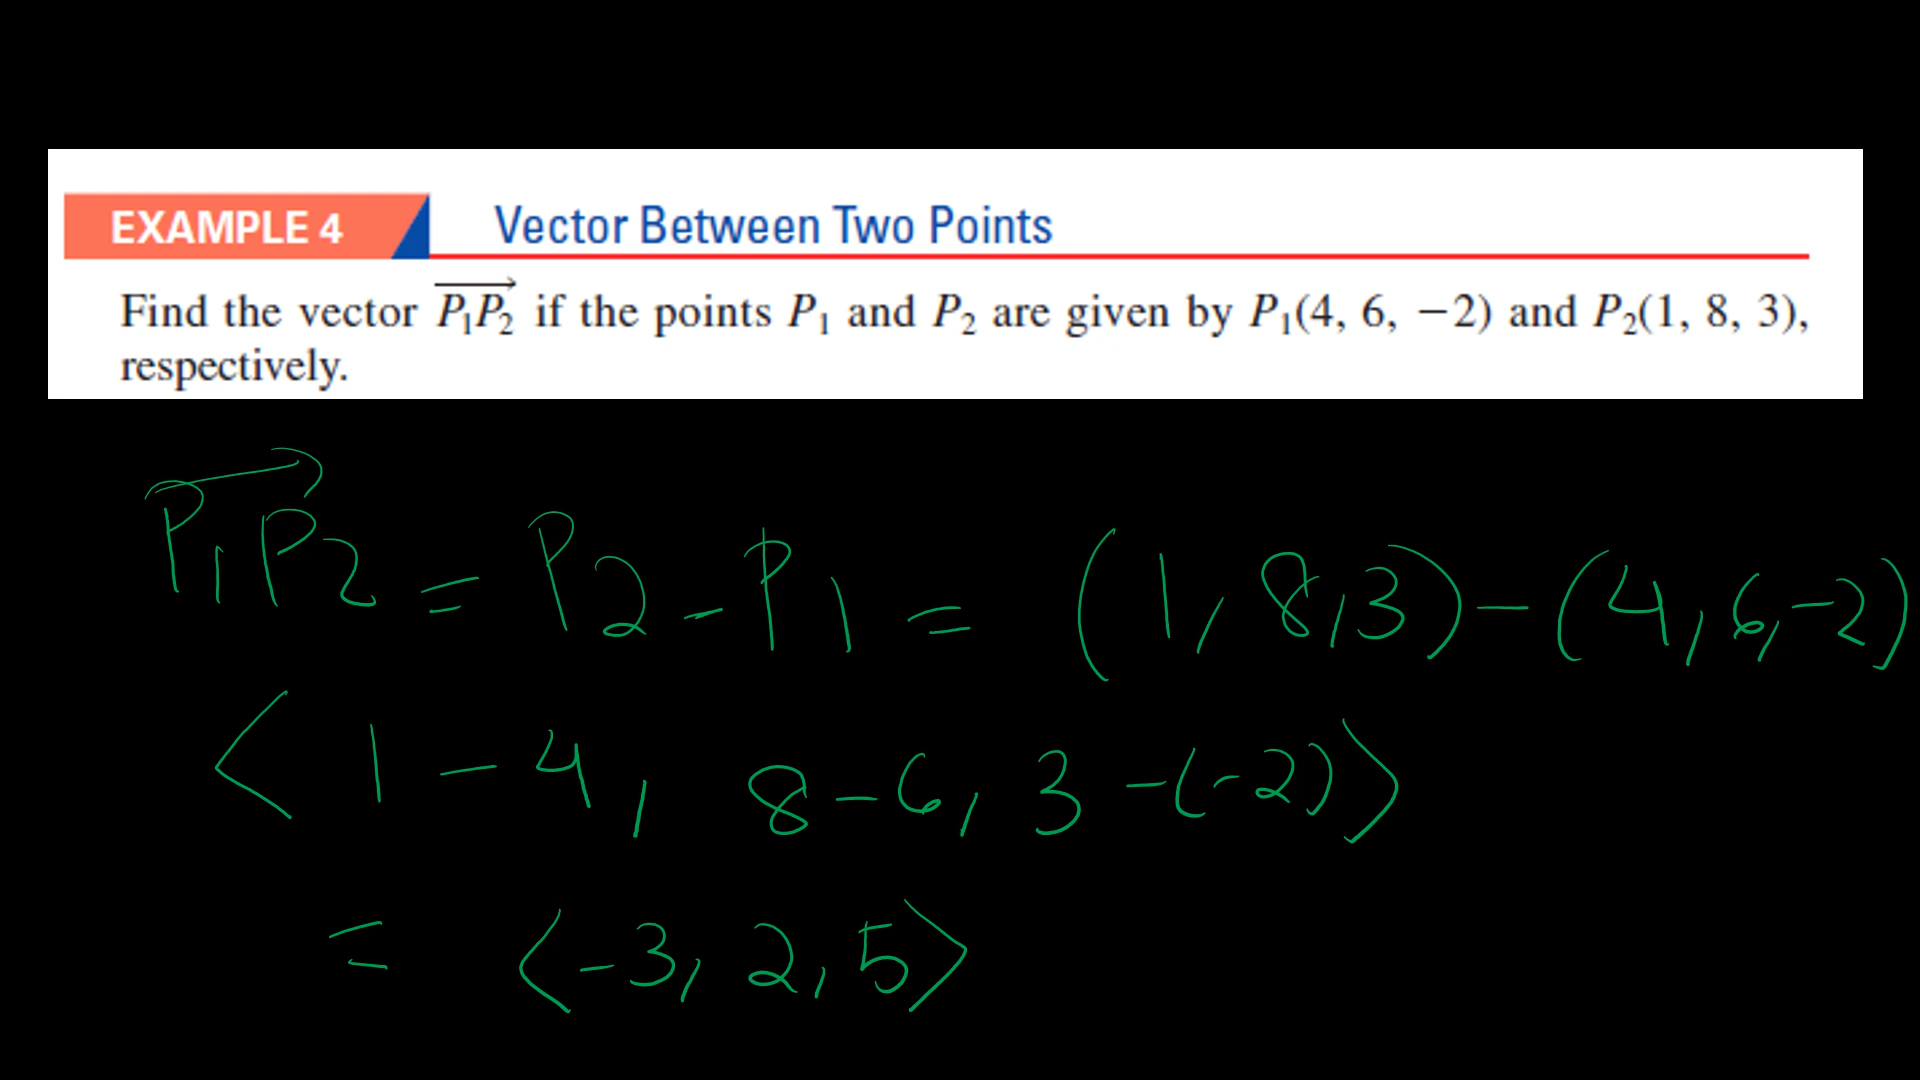 EXAMPLE 4 Vector Between Two Points
Find the vector P₁P₂ if the points P₁ and P₂ are given by P₁(4, 6, −2) and P₂(1, 8, 3),
respectively.
P₁P₂ = P₂ - P₁ = (1, 8, 3) - (4, 6, -2)
⟨1 - 4, 8 - 6, 3 - (-2)⟩
= ⟨-3, 2, 5⟩